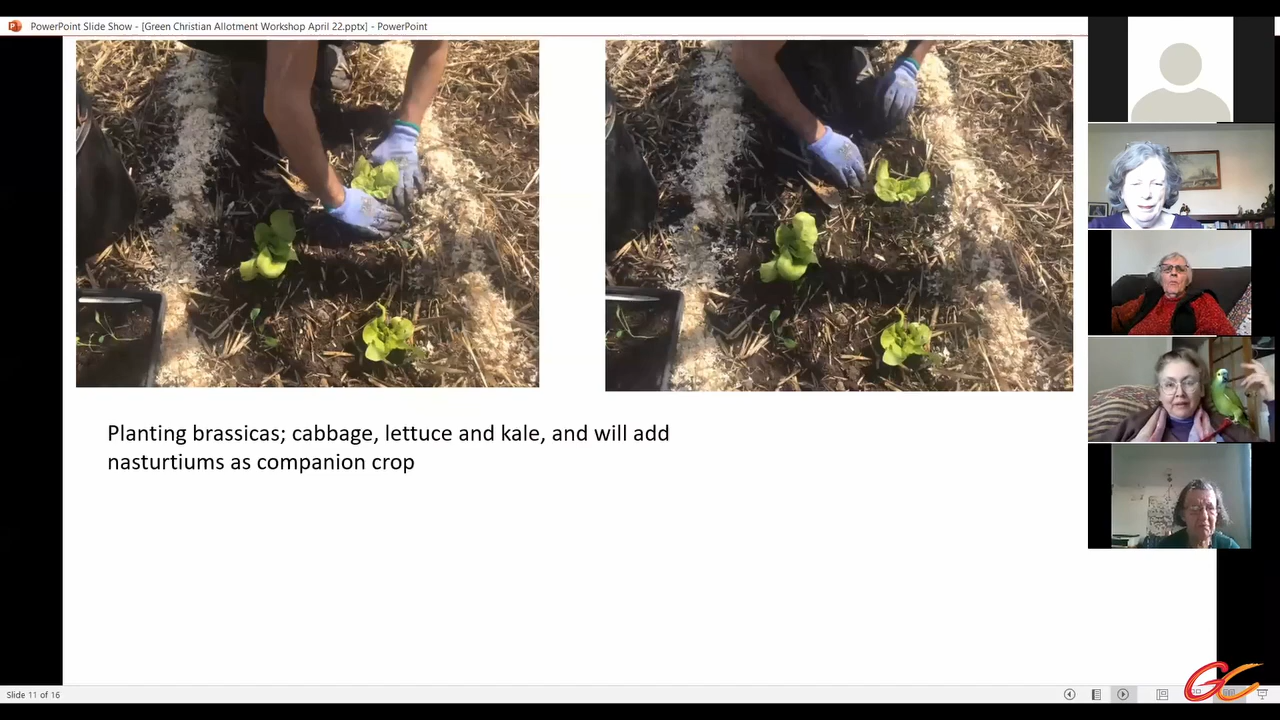 PowerPoint Slide Show - [Green Christian Allotment Workshop April 22.pptx] - PowerPoint
Planting brassicas; cabbage, lettuce and kale, and will add
nasturtiums as companion crop
Slide 11 of 16
GC